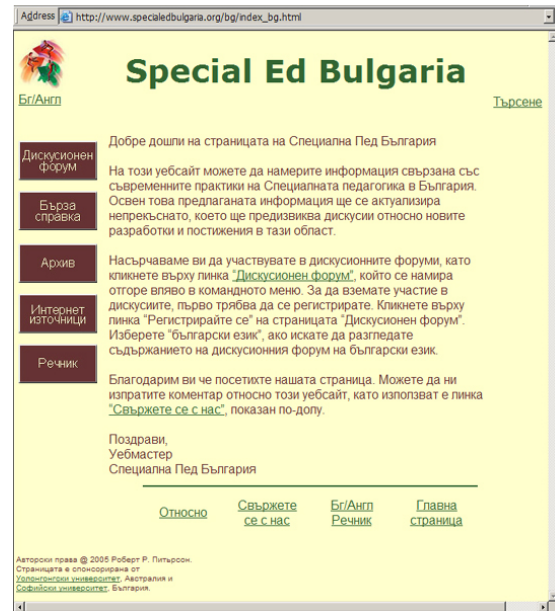 Address http://www.specialedbulgaria.org/bg/index_bg.html
Special Ed Bulgaria
Бг/Англ
Търсене
Дискусионен
форум
Бърза
справка
Архив
Интернет
източници
Речник
Добре дошли на страницата на Специална Пед България
На този уебсайт можете да намерите информация свързана със
съвременните практики на Специалната педагогика в България.
Освен това предлаганата информация ще се актуализира
непрекъснато, което ще предизвиква дискусии относно новите
разработки и постижения в тази област.
Насърчаваме ви да участвувате в дискусионните форуми, като
кликнете върху линка "Дискусионен форум", който се намира
отгоре вляво в командното меню. За да вземате участие в
дискусиите, първо трябва да се регистрирате. Кликнете върху
линка "Регистрирайте се" на страницата "Дискусионен форум".
Изберете "български език", ако искате да разгледате
съдържанието на дискусионния форум на български език.
Благодарим ви че посетихте нашата страница. Можете да ни
изпратите коментар относно този уебсайт, като използват е линка
"Свържете се с нас", показан по-долу.
Поздрави,
Уебмастер
Специална Пед България
Относно
Свържете
се с нас
Бг/Англ
Речник
Главна
страница
Авторски права @ 2005 Роберт Р. Питърсон.
Страницата е спонсорирана от
Уолонгонгски университет, Австралия и
Софийски университет, България.